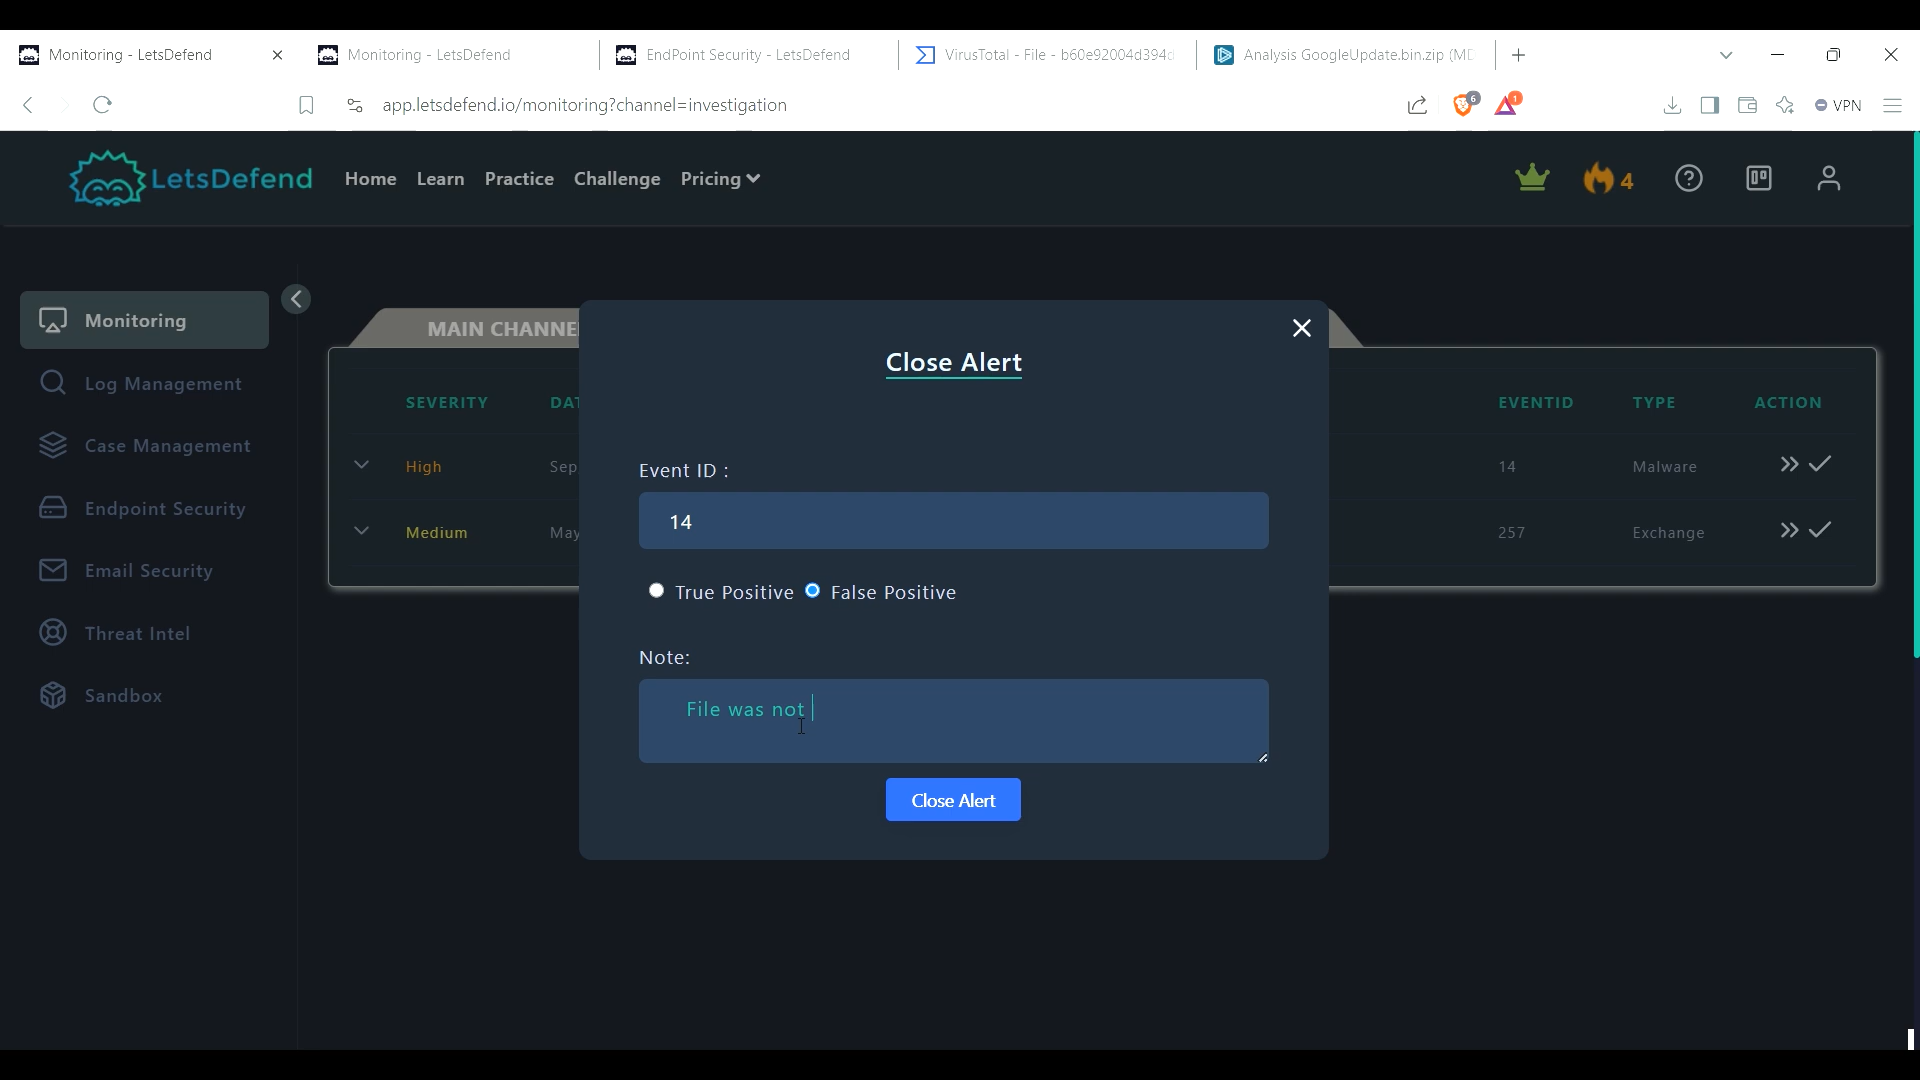 Monitoring - LetsDefend
Monitoring - LetsDefend
EndPoint Security - LetsDefend
VirusTotal - File - b60e92004d394d
Analysis GoogleUpdate.bin.zip (MD
app.letsdefend.io/monitoring?channel=investigation
6
1
VPN
LetsDefend
Home
Learn
Practice
Challenge
Pricing
4
Monitoring
Log Management
Case Management
Endpoint Security
Email Security
Threat Intel
Sandbox
MAIN CHANNE
SEVERITY
DAT
EVENTID
TYPE
ACTION
High
Sep
14
Malware
Medium
May
257
Exchange
Close Alert
Event ID :
14
True Positive
False Positive
Note:
File was not
Close Alert